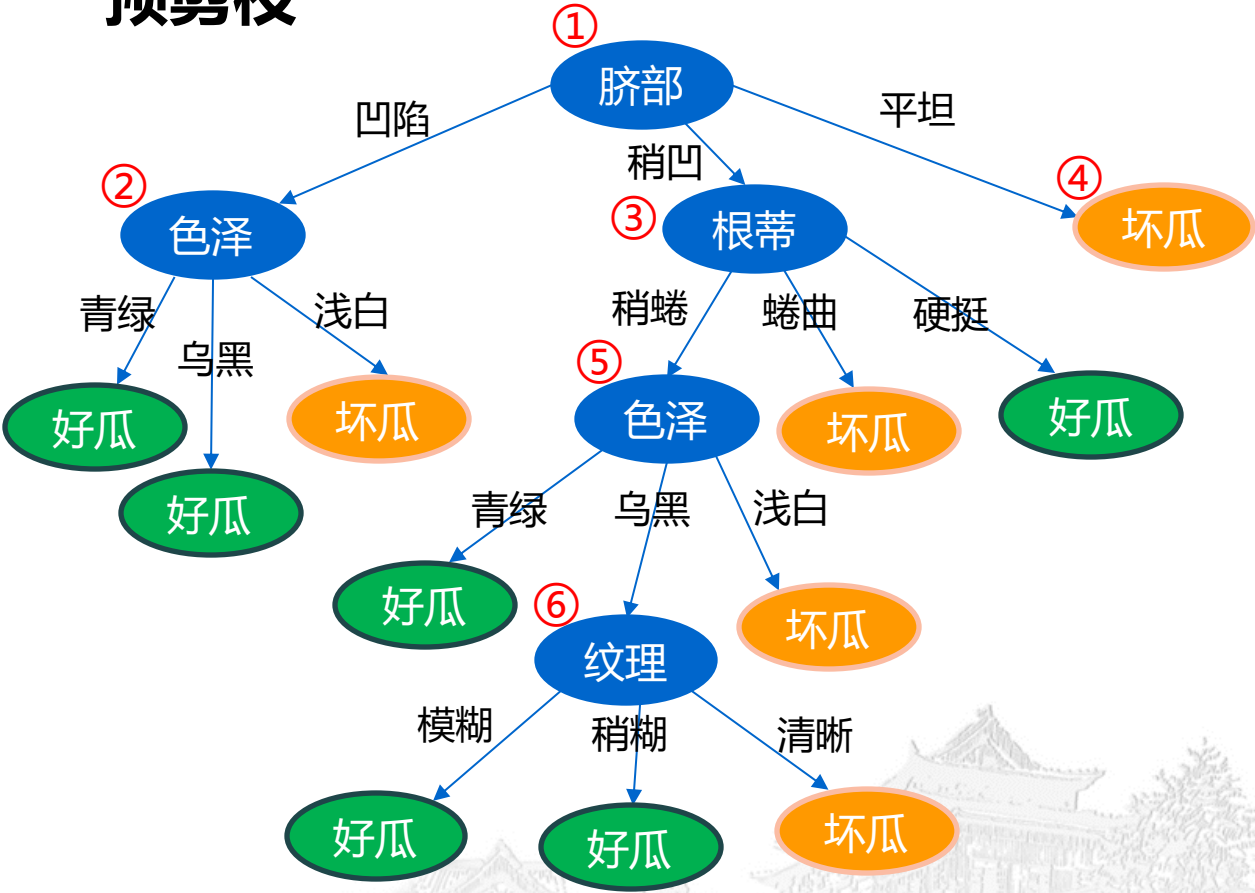 预剪枝
①
脐部
凹陷
稍凹
平坦
②
色泽
③
根蒂
④
坏瓜
青绿
乌黑
浅白
稍蜷
蜷曲
硬挺
好瓜
好瓜
坏瓜
⑤
色泽
坏瓜
好瓜
青绿
乌黑
浅白
好瓜
⑥
纹理
坏瓜
模糊
稍糊
清晰
好瓜
好瓜
坏瓜